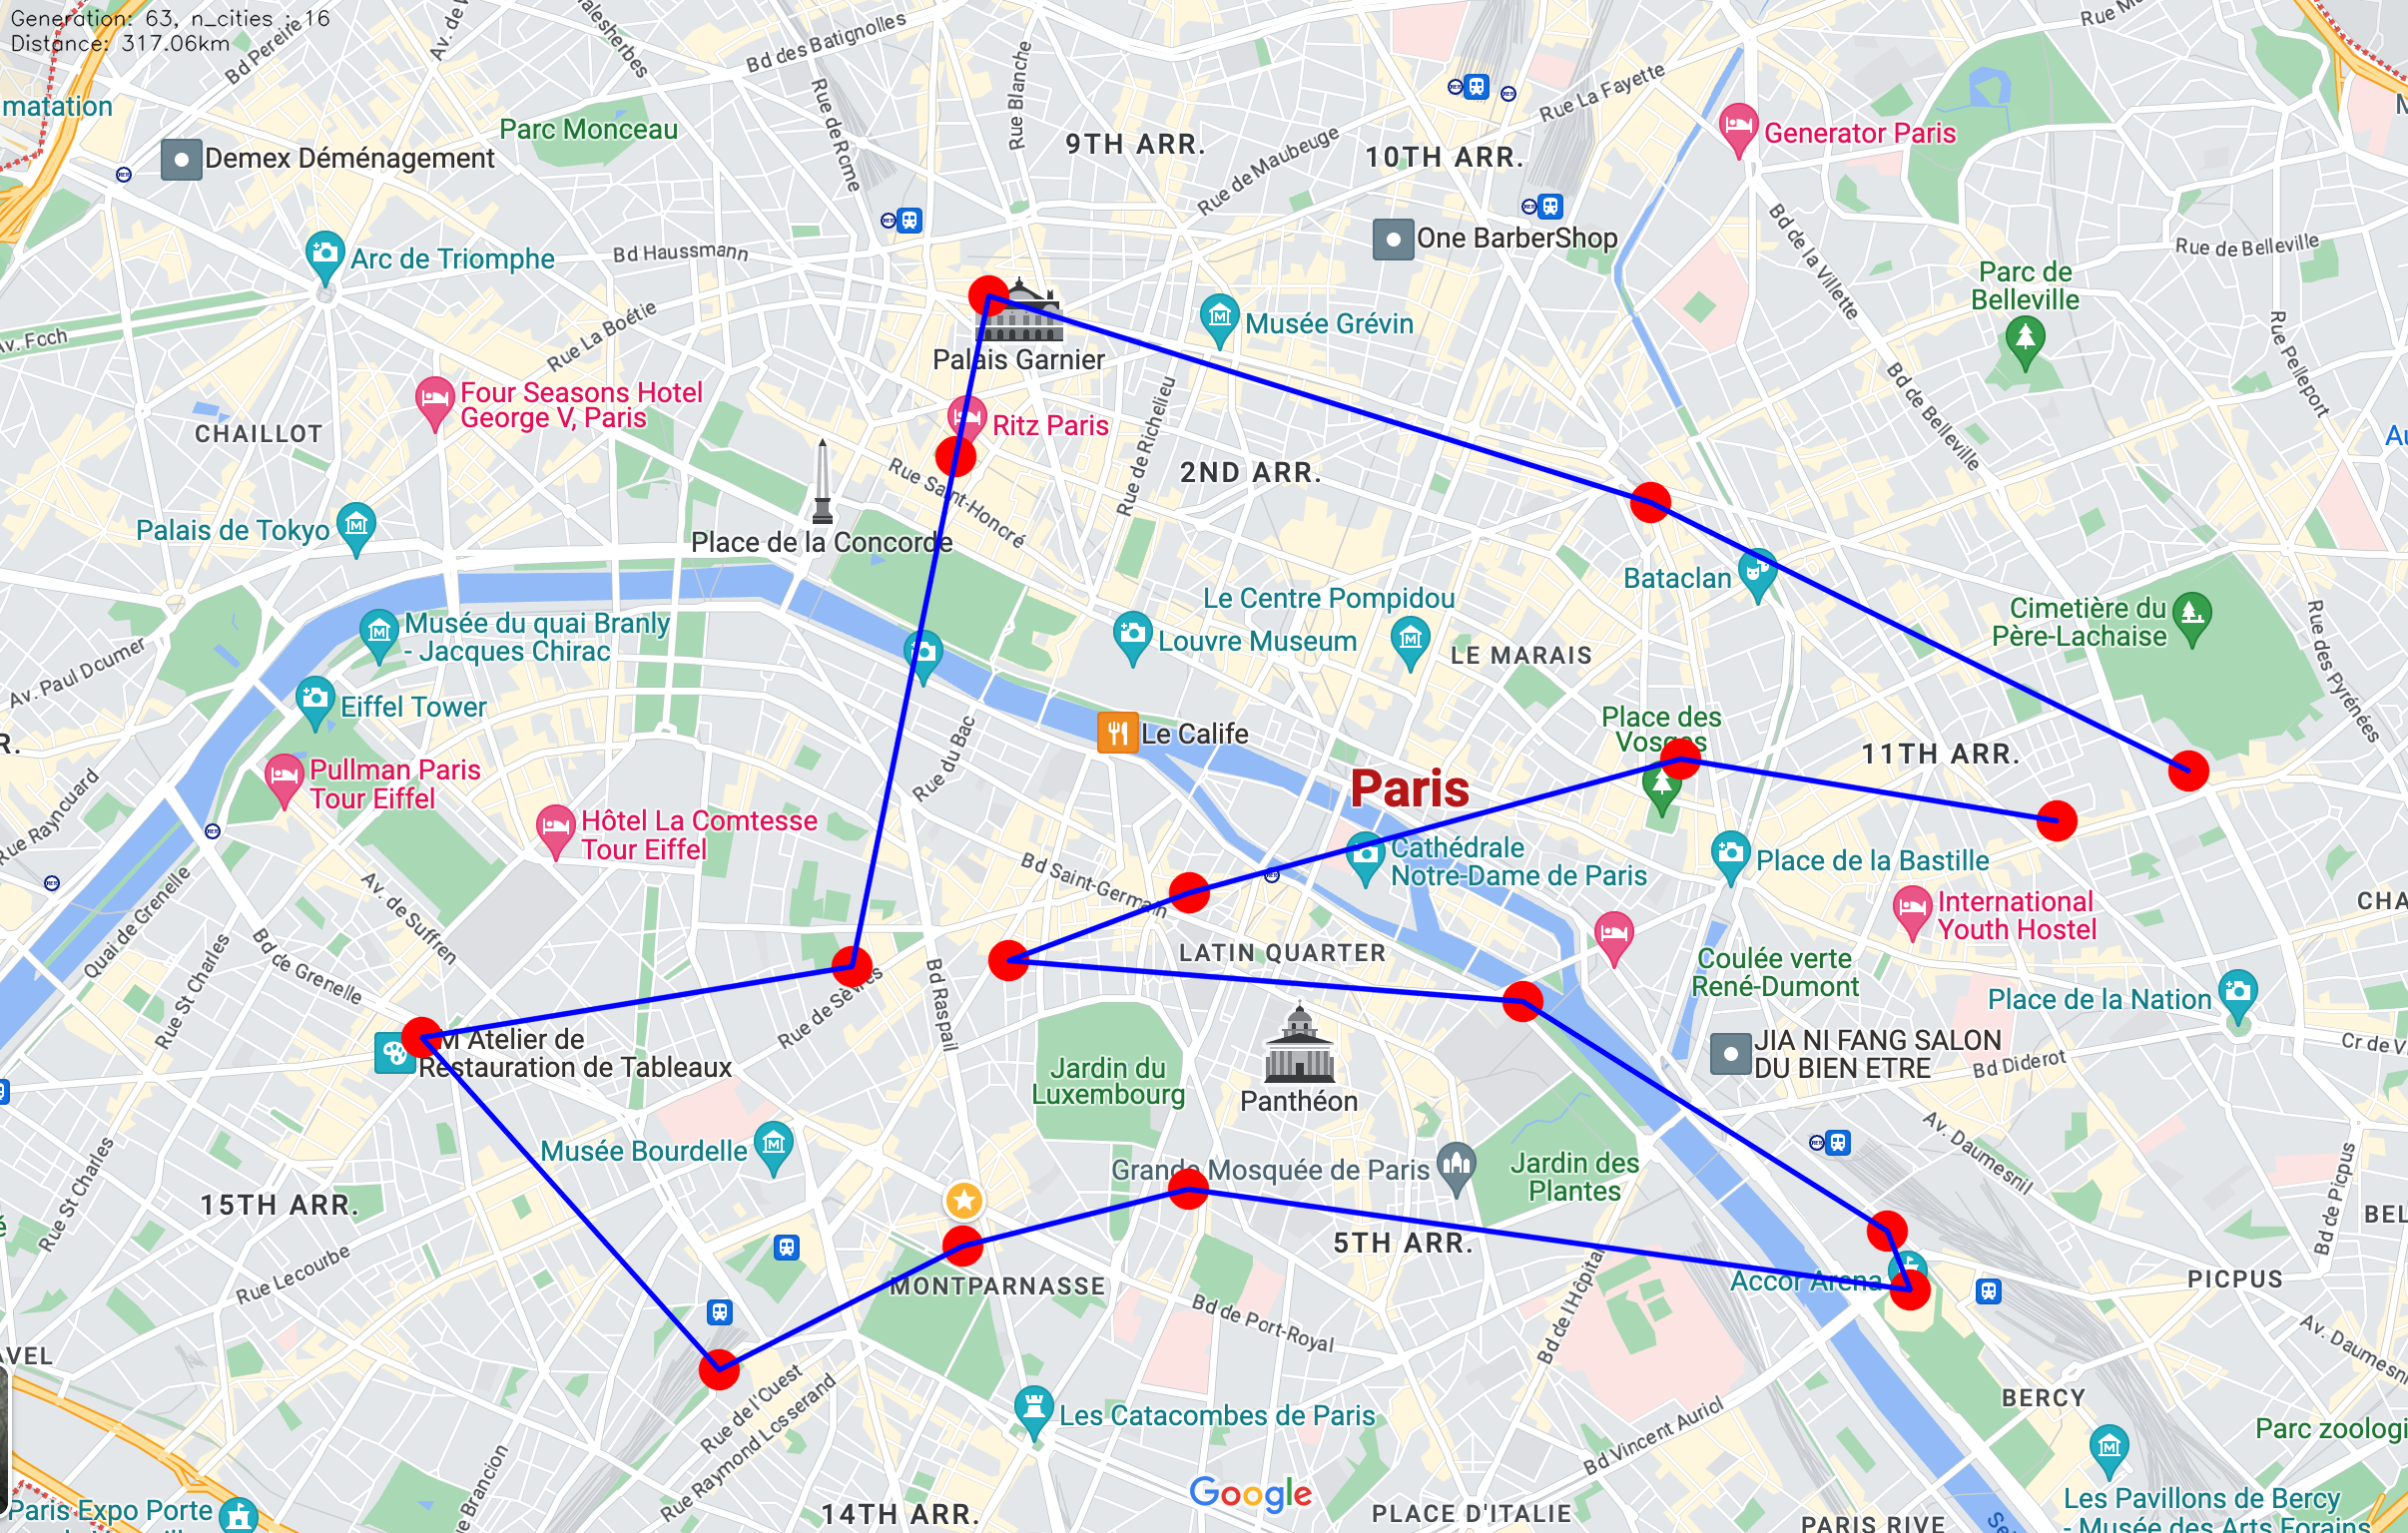 Generation: 63, n_cities : 16
Distance: 317.06km
Bd Pereire
Bd des Batignolles
Rue Blanche
Rue de Rome
matation
Parc Monceau
9TH ARR.
10TH ARR.
Rue de Maubeuge
Rue La Fayette
Generator Paris
Demex Déménagement
Bd de la Villette
One BarberShop
Rue de Belleville
Arc de Triomphe
Bd Haussmann
Parc de
Belleville
Av. Foch
Rue La Boétie
Musée Grévin
Rue Pelleport
Palais Garnier
Four Seasons Hotel
George V, Paris
Bd de Belleville
CHAILLOT
Ritz Paris
Rue de Richelieu
2ND ARR.
Rue Saint-Honoré
Palais de Tokyo
Place de la Concorde
Bataclan
Le Centre Pompidou
Louvre Museum
LE MARAIS
Cimetière du
Père-Lachaise
Rue des Pyrénées
Musée du quai Branly
- Jacques Chirac
Av. Paul Doumer
Eiffel Tower
Place des
Vosges
Le Calife
Rue du Bac
11TH ARR.
R.
Pullman Paris
Tour Eiffel
Paris
Rue Raynouard
Hôtel La Comtesse
Tour Eiffel
Cathédrale
Notre-Dame de Paris
Place de la Bastille
Bd Saint-Germain
International
Youth Hostel
CHA
Quai de Grenelle
Av. de Suffren
Bd de Grenelle
Rue St Charles
LATIN QUARTER
Coulée verte
René-Dumont
Rue de Sèvres
Bd Raspail
Place de la Nation
Atelier de
Restauration de Tableaux
JIA NI FANG SALON
DU BIEN ETRE
Bd Diderot
Cr de V
Jardin du
Luxembourg
Panthéon
Musée Bourdelle
Grande Mosquée de Paris
Jardin des
Plantes
Av. Daumesnil
Bd de Picpus
15TH ARR.
Rue St Charles
BEL
5TH ARR.
Rue Lecourbe
MONTPARNASSE
Accor Arena
PICPUS
Bd de Port-Royal
Bd de l'Hôpital
Av. Daumesni
AVEL
BERCY
Rue de l'Ouest
Rue Raymond Losserand
Les Catacombes de Paris
Bd Vincent Auriol
Parc zoologi
Google
Paris Expo Porte
e Brancion
14TH ARR.
PLACE D'ITALIE
PARIS RIVE
Les Pavillons de Bercy
- Musée des Arts Forains